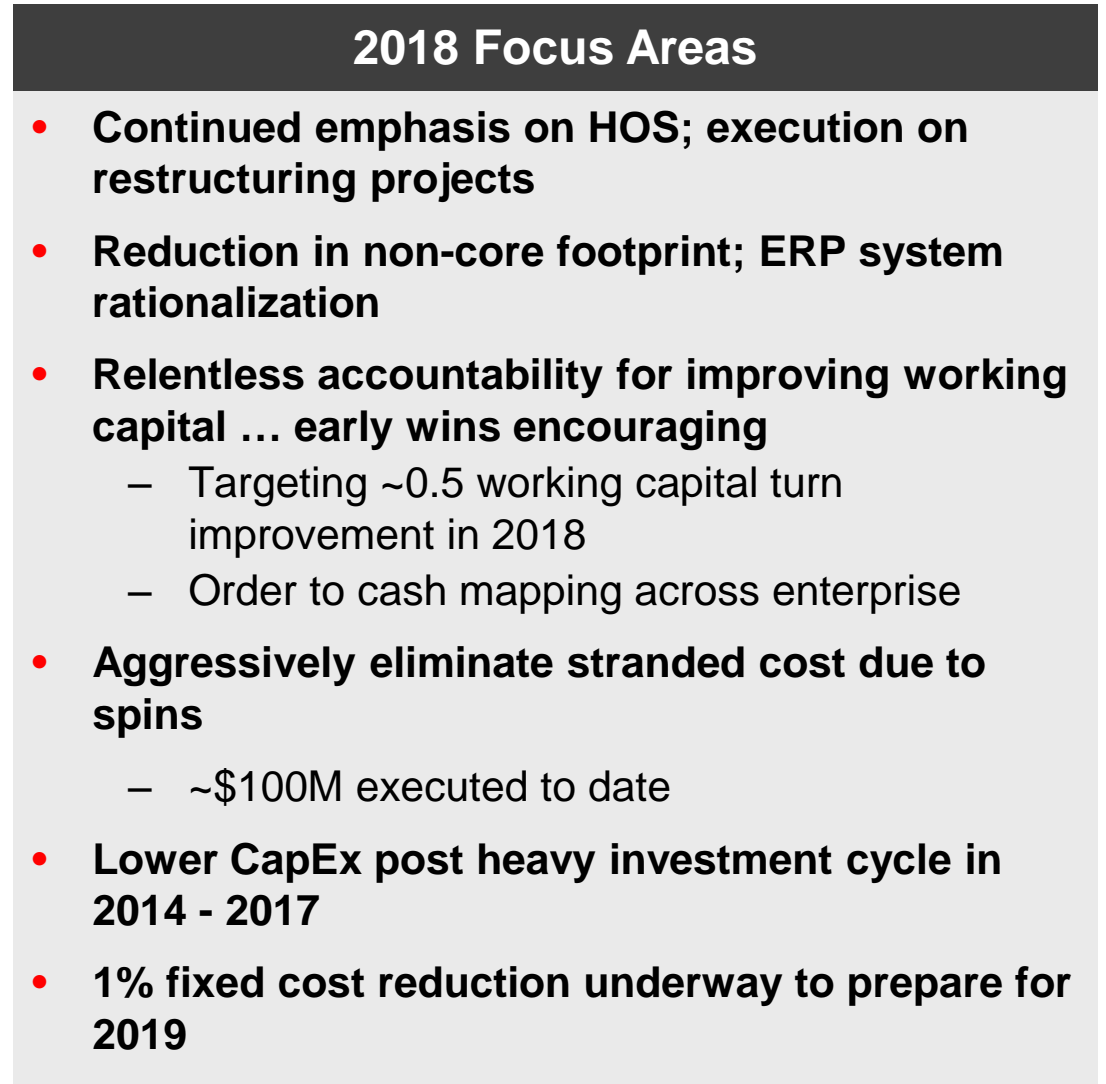 2018 Focus Areas
• Continued emphasis on HOS; execution on
restructuring projects
• Reduction in non-core footprint; ERP system
rationalization
• Relentless accountability for improving working
capital … early wins encouraging
– Targeting ~0.5 working capital turn
improvement in 2018
– Order to cash mapping across enterprise
• Aggressively eliminate stranded cost due to
spins
– ~$100M executed to date
• Lower CapEx post heavy investment cycle in
2014 - 2017
• 1% fixed cost reduction underway to prepare for
2019